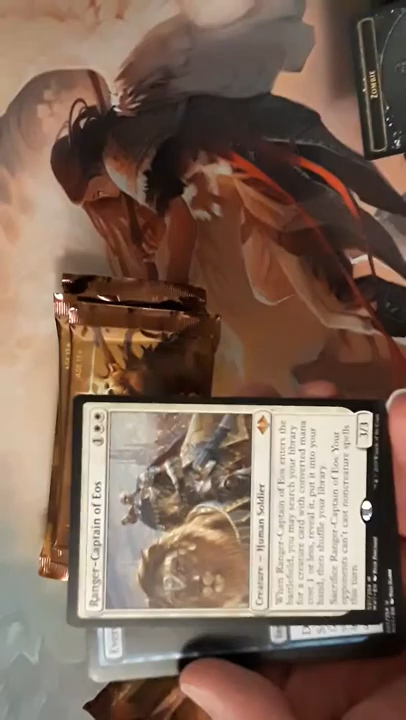 ZOMBIE
AGE 13+
Ranger-Captain of Eos
1
Creature — Human Soldier
When Ranger-Captain of Eos enters the
battlefield, you may search your library
for a creature card with converted mana
cost 1 or less, reveal it, put it into your
hand, then shuffle your library.
Sacrifice Ranger-Captain of Eos: Your
opponents can't cast noncreature spells
this turn.
3/3